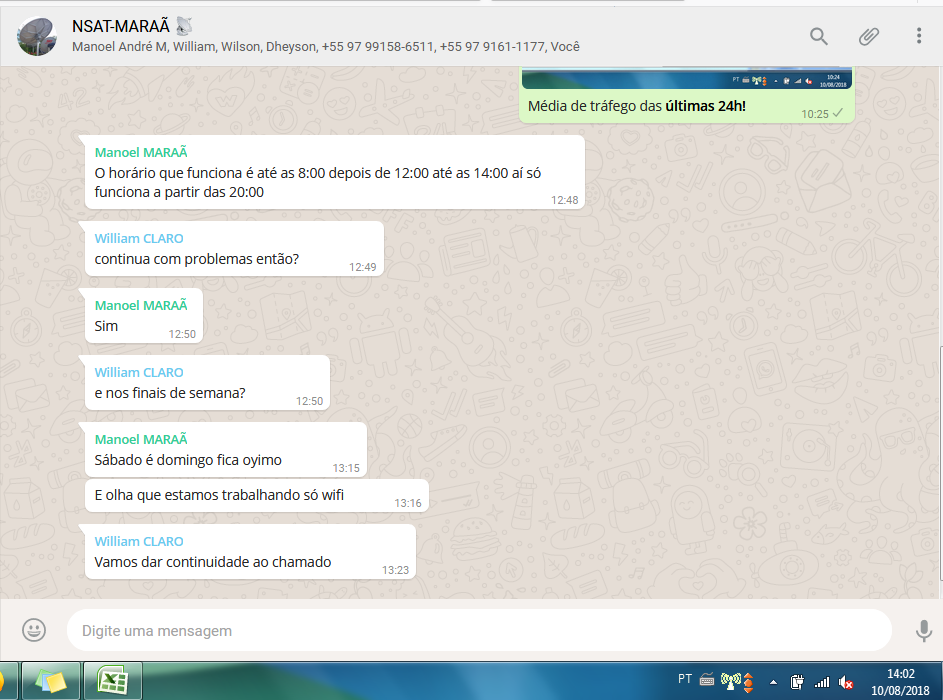 NSAT-MARAÃ
Manoel André M, William, Wilson, Dheyson, +55 97 99158-6511, +55 97 9161-1177, Você
PT
10:24
10/08/2018
Média de tráfego das últimas 24h!
10:25
Manoel MARAÃ
O horário que funciona é até as 8:00 depois de 12:00 até as 14:00 aí só
funciona a partir das 20:00
12:48
William CLARO
continua com problemas então?
12:49
Manoel MARAÃ
Sim
12:50
William CLARO
e nos finais de semana?
12:50
Manoel MARAÃ
Sábado é domingo fica oyimo
13:15
E olha que estamos trabalhando só wifi
13:16
William CLARO
Vamos dar continuidade ao chamado
13:23
Digite uma mensagem
PT
14:02
10/08/2018